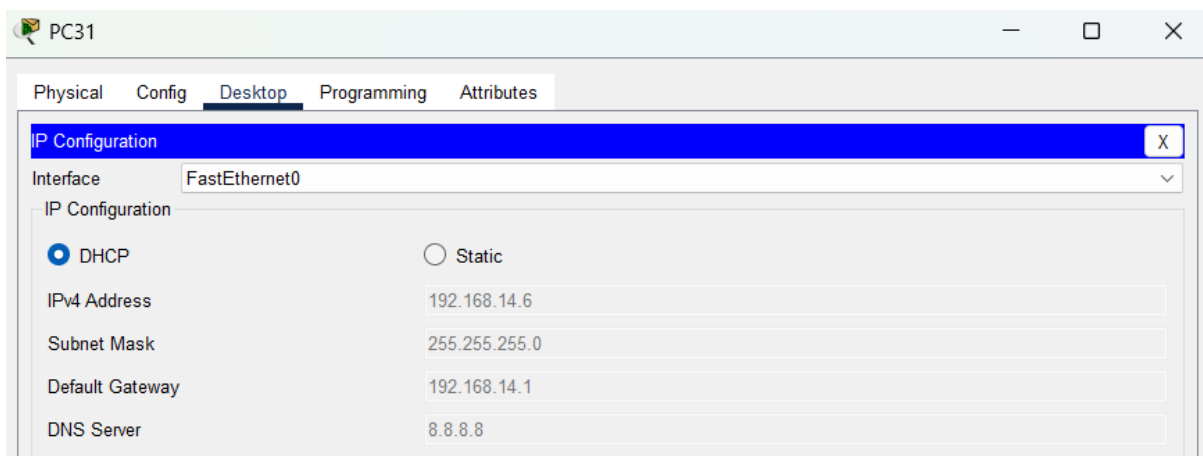 PC31
Physical Config Desktop Programming Attributes
IP Configuration X
Interface FastEthernet0
IP Configuration
DHCP Static
IPv4 Address 192.168.14.6
Subnet Mask 255.255.255.0
Default Gateway 192.168.14.1
DNS Server 8.8.8.8